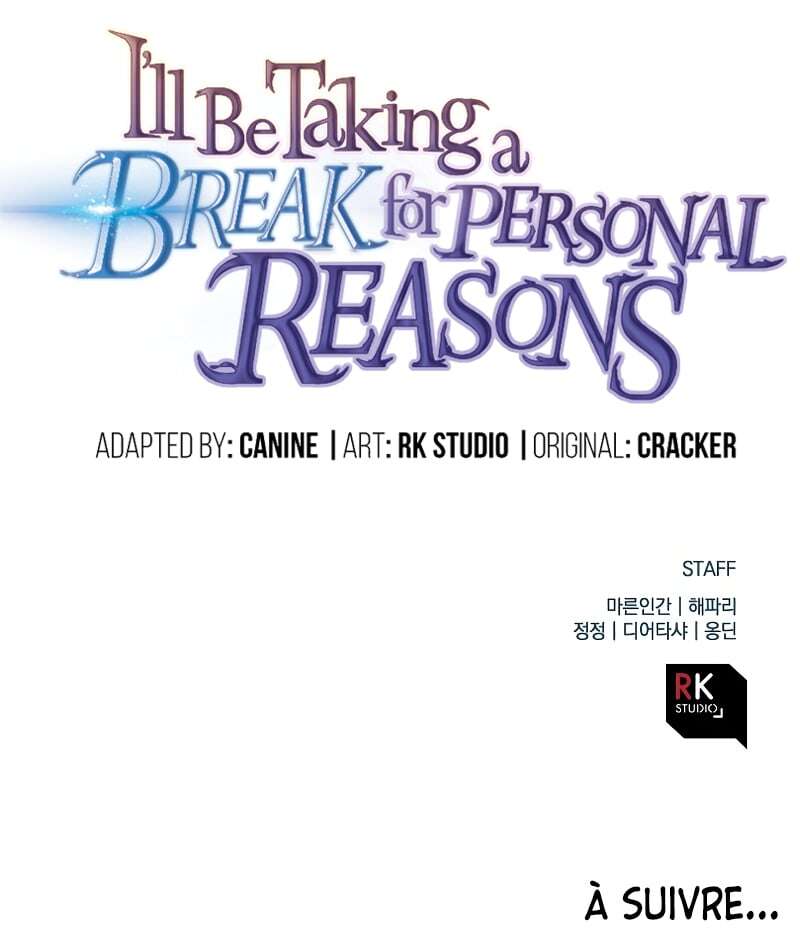 I'll Be Taking a
BREAK for PERSONAL
REASONS
ADAPTED BY: CANINE | ART: RK STUDIO | ORIGINAL: CRACKER
STAFF
마른인간 | 해파리
정정 | 디어타샤 | 옹딘
RK
STUDIO
À SUIVRE...